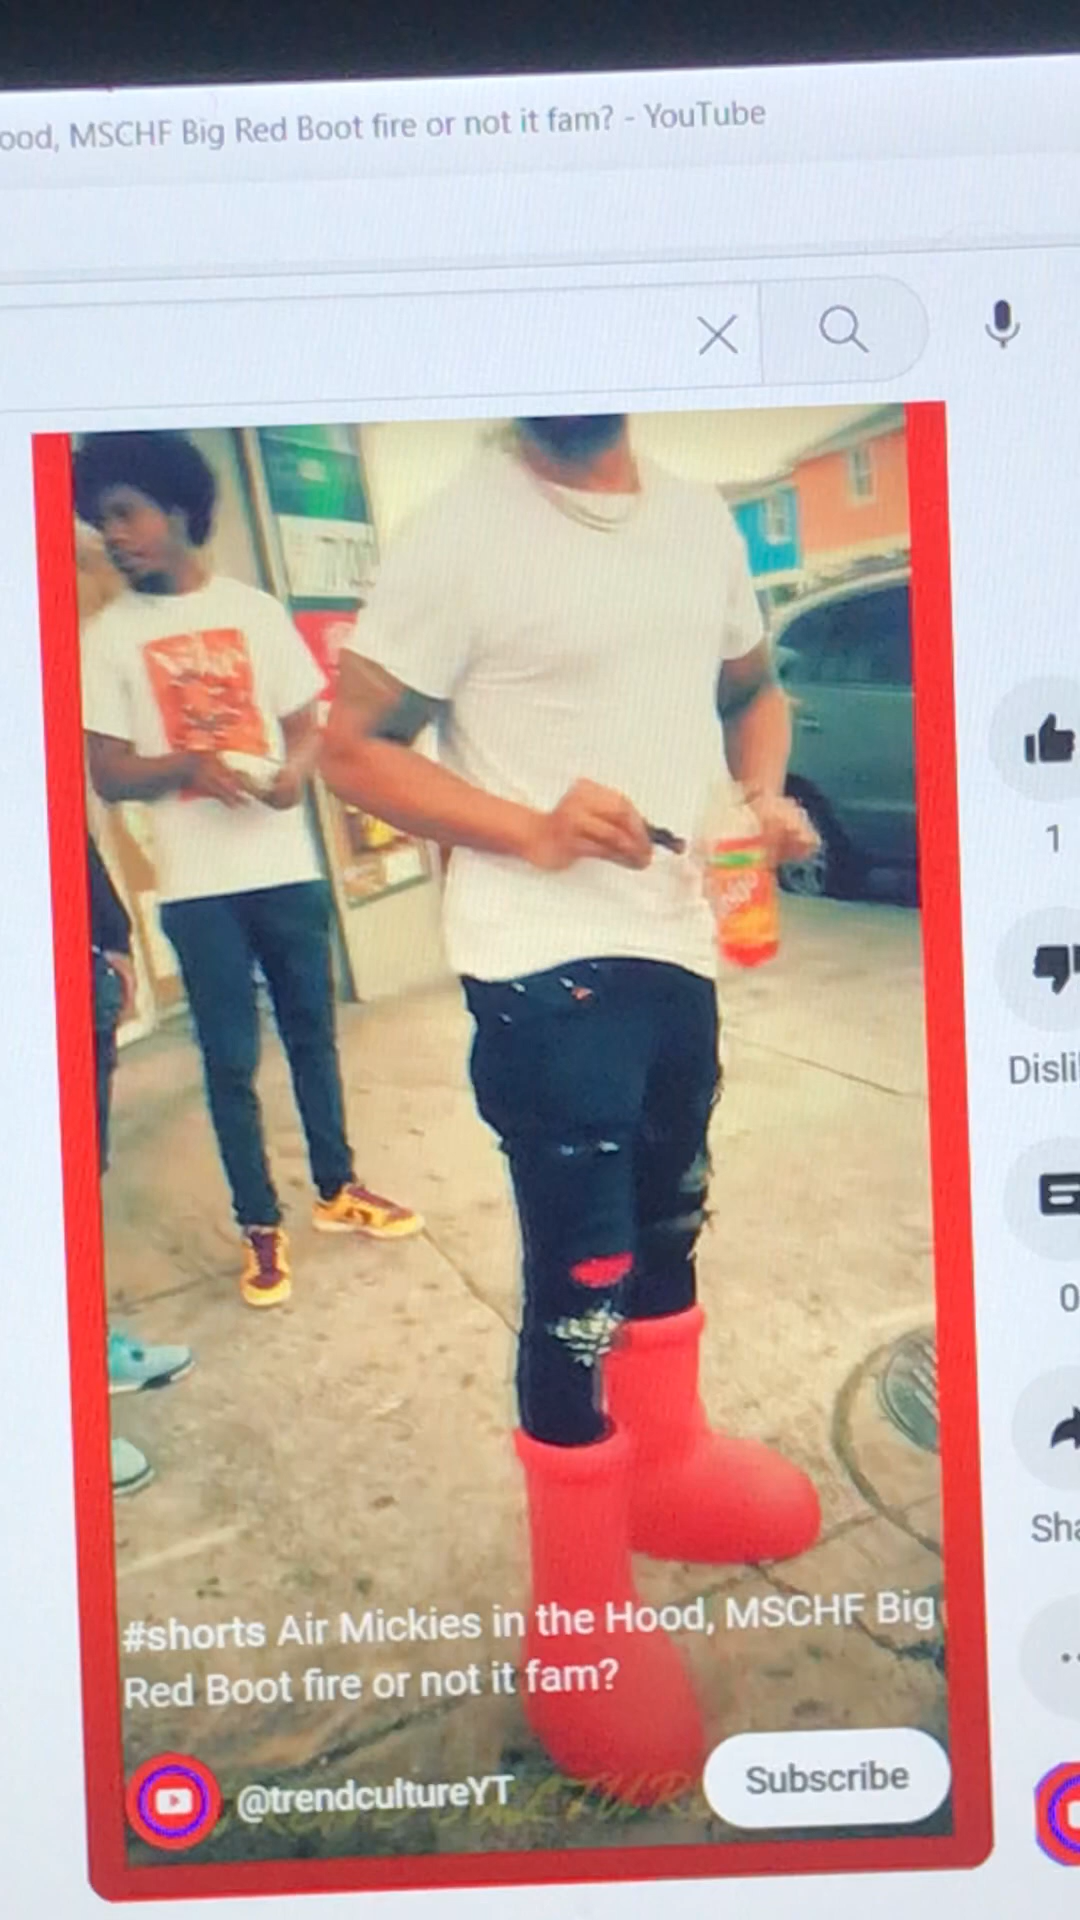 ood, MSCHF Big Red Boot fire or not it fam? - YouTube
1
Disli
0
Sha
#shorts Air Mickies in the Hood, MSCHF Big
Red Boot fire or not it fam?
@trendcultureYT
Subscribe